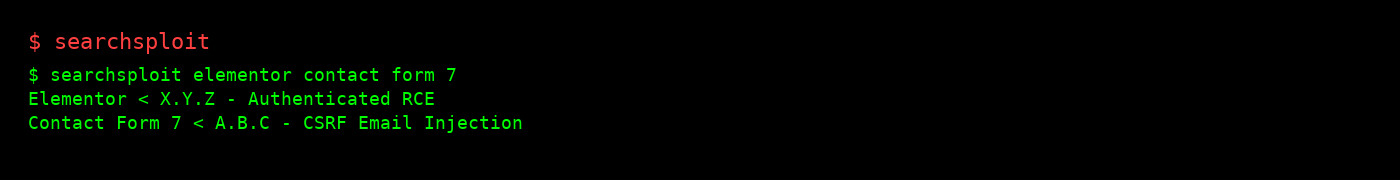 $ searchsploit
$ searchsploit elementor contact form 7
Elementor < X.Y.Z - Authenticated RCE
Contact Form 7 < A.B.C - CSRF Email Injection